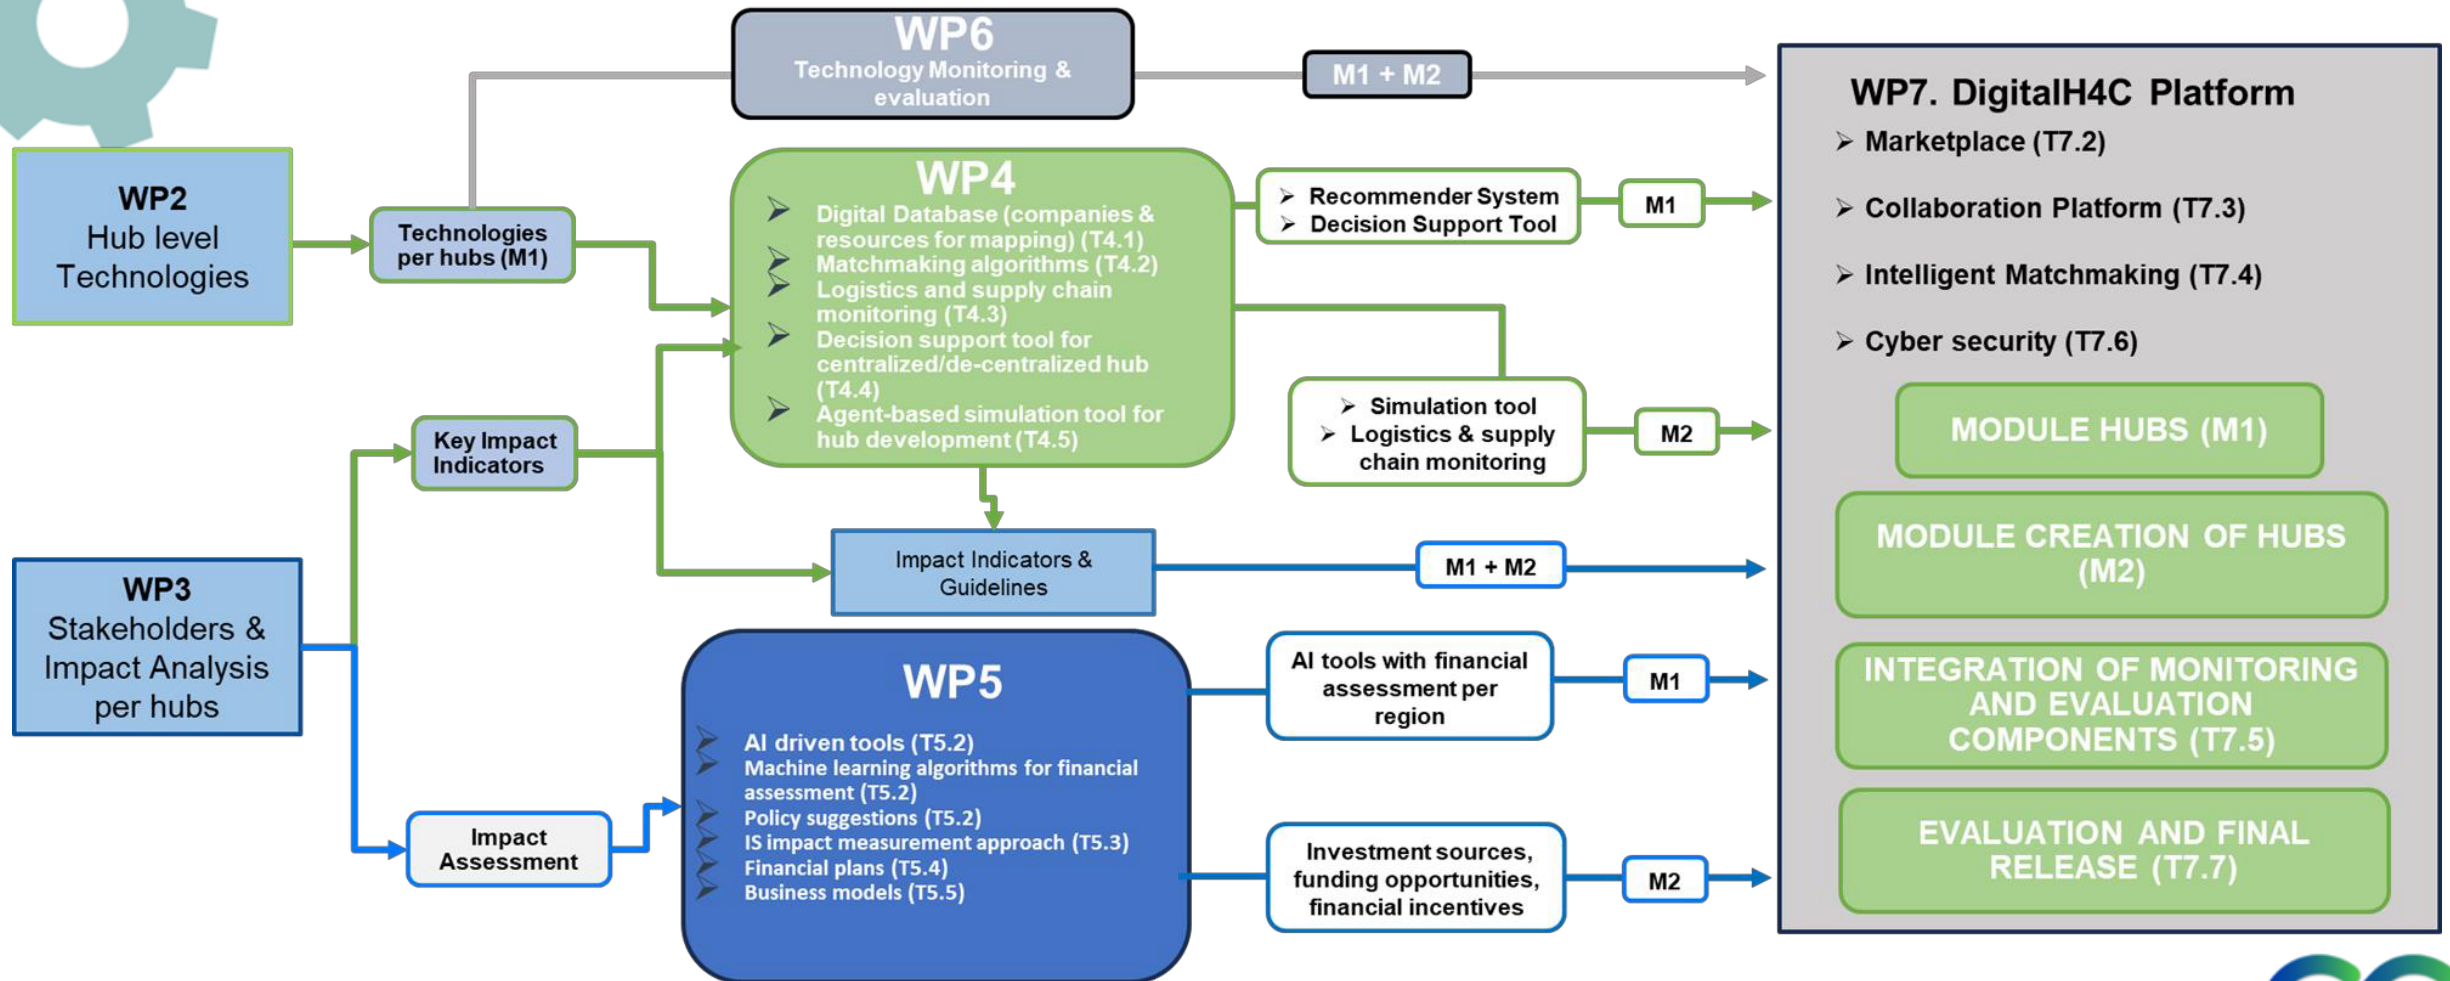 WP6
Technology Monitoring &
evaluation
M1 + M2
WP2
Hub level
Technologies
Technologies
per hubs (M1)
WP4
➢ Digital Database (companies &
resources for mapping) (T4.1)
➢ Matchmaking algorithms (T4.2)
➢ Logistics and supply chain
monitoring (T4.3)
➢ Decision support tool for
centralized/de-centralized hub
(T4.4)
➢ Agent-based simulation tool for
hub development (T4.5)
➢ Recommender System
➢ Decision Support Tool
M1
➢ Simulation tool
➢ Logistics & supply
chain monitoring
M2
WP3
Stakeholders &
Impact Analysis
per hubs
Key Impact
Indicators
Impact Indicators &
Guidelines
M1 + M2
Impact
Assessment
WP5
➢ AI driven tools (T5.2)
➢ Machine learning algorithms for financial
assessment (T5.2)
➢ Policy suggestions (T5.2)
➢ IS impact measurement approach (T5.3)
➢ Financial plans (T5.4)
➢ Business models (T5.5)
AI tools with financial
assessment per
region
M1
Investment sources,
funding opportunities,
financial incentives
M2
WP7. DigitalH4C Platform
➢ Marketplace (T7.2)
➢ Collaboration Platform (T7.3)
➢ Intelligent Matchmaking (T7.4)
➢ Cyber security (T7.6)
MODULE HUBS (M1)
MODULE CREATION OF HUBS
(M2)
INTEGRATION OF MONITORING
AND EVALUATION
COMPONENTS (T7.5)
EVALUATION AND FINAL
RELEASE (T7.7)